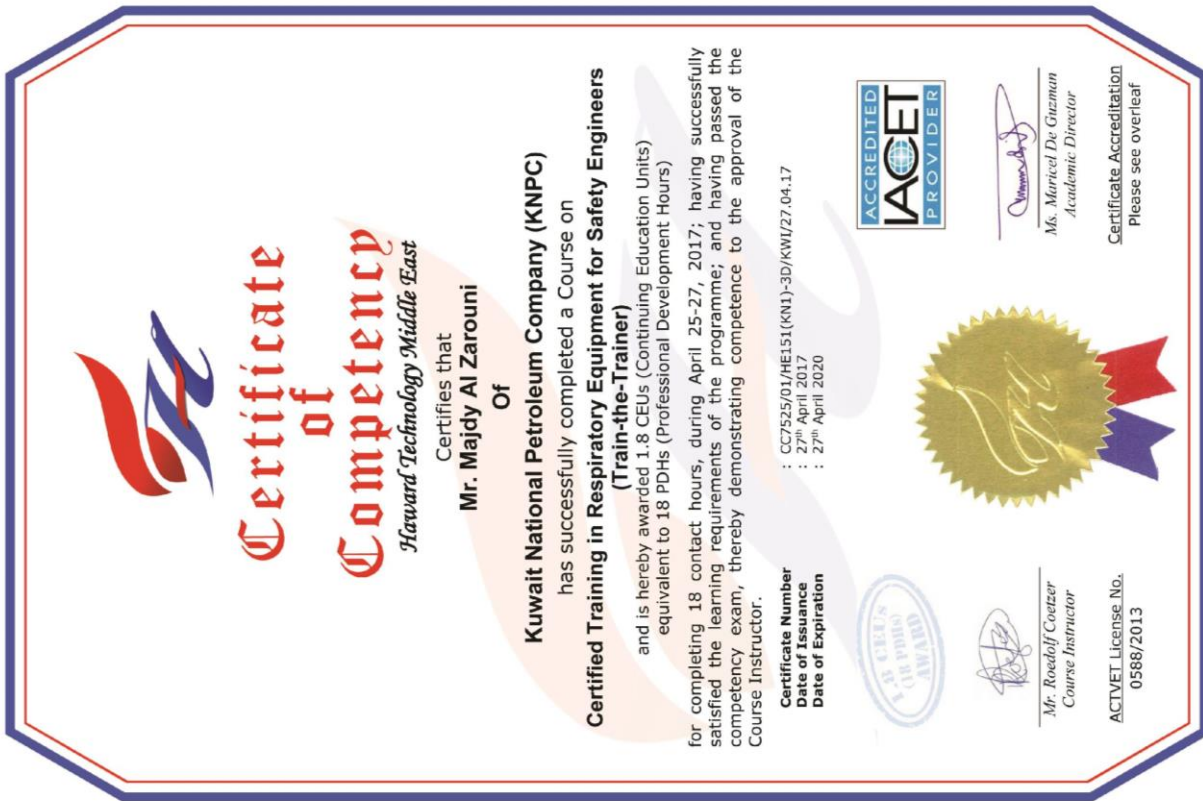 Certificate
of
Competency
Haward Technology Middle East
Certifies that
Mr. Majdy Al Zarouni
Of
Kuwait National Petroleum Company (KNPC)
has successfully completed a Course on
Certified Training in Respiratory Equipment for Safety Engineers
(Train-the-Trainer)
and is hereby awarded 1.8 CEUs (Continuing Education Units)
equivalent to 18 PDHs (Professional Development Hours)
for completing 18 contact hours, during April 25-27, 2017; having successfully
satisfied the learning requirements of the programme; and having passed the
competency exam, thereby demonstrating competence to the approval of the
Course Instructor.
Certificate Number : CC7525/01/HE151(KN1)-3D/KWI/27.04.17
Date of Issuance : 27th April 2017
Date of Expiration : 27th April 2020
1.8 CEUs
(18 PDHs)
AWARD
ACCREDITED
IACET
PROVIDER
Mr. Roedolf Coetzer
Course Instructor
Ms. Maricel De Guzman
Academic Director
ACTVET License No.
0588/2013
Certificate Accreditation
Please see overleaf